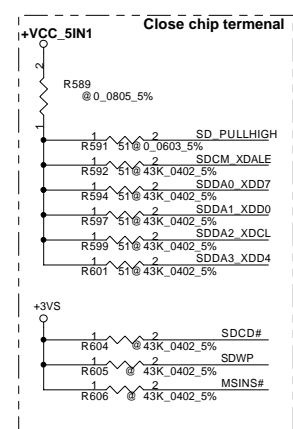 Close chip termenal
+VCC_5IN1
2
R589
@0_0805_5%
1
1 2 SD_PULLHIGH
R591 51@0_0603_5%
1 2 SDCM_XDALE
R592 51@43K_0402_5%
1 2 SDDA0_XDD7
R594 51@43K_0402_5%
1 2 SDDA1_XDD0
R597 51@43K_0402_5%
1 2 SDDA2_XDCL
R599 51@43K_0402_5%
1 2 SDDA3_XDD4
R601 51@43K_0402_5%
+3VS
1 2 SDCD#
R604 @ 43K_0402_5%
1 2 SDWP
R605 @ 43K_0402_5%
1 2 MSINS#
R606 @ 43K_0402_5%